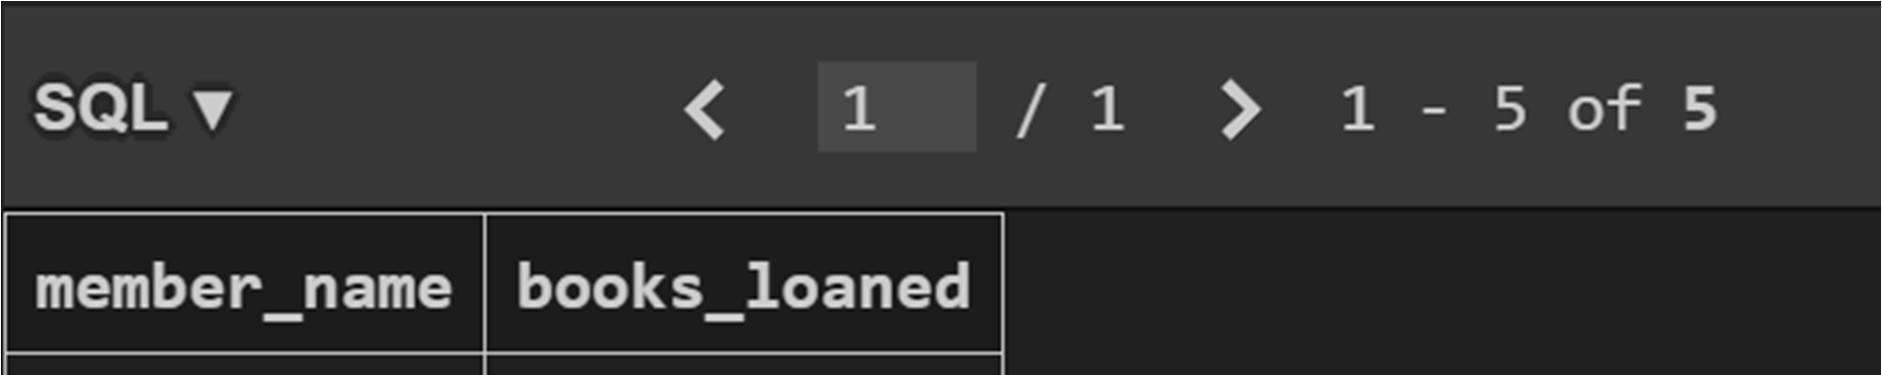 SQL ▼ < 1 / 1 > 1 - 5 of 5
member_name books_loaned